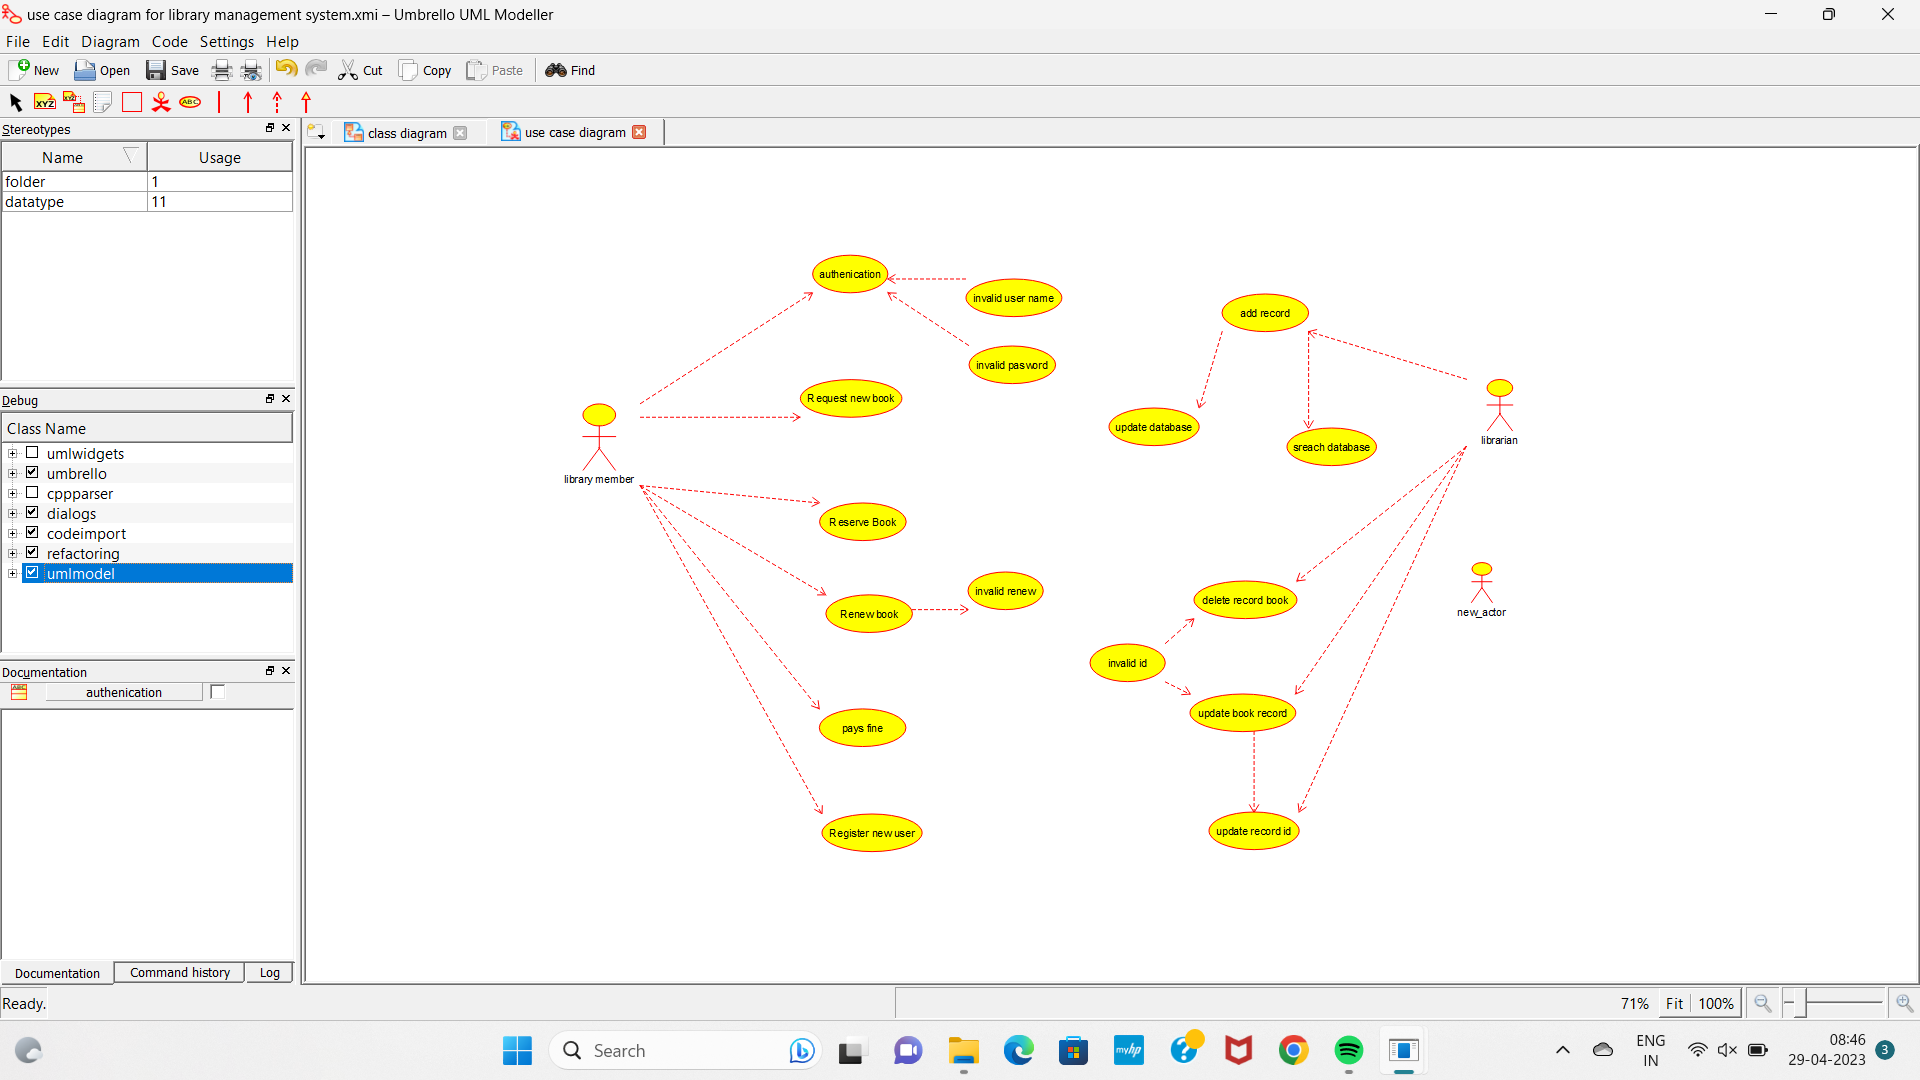 use case diagram for library management system.xmi – Umbrello UML Modeller
File Edit Diagram Code Settings Help
New Open Save Cut Copy Paste Find
XYZ XYZ ABC
Stereotypes
Name Usage
folder 1
datatype 11
Debug
Class Name
umlwidgets
umbrello
cppparser
dialogs
codeimport
refactoring
umlmodel
Documentation
ABC authenication
Documentation Command history Log
Ready.
class diagram use case diagram
authenication
invalid user name
invalid pasword
Request new book
library member
Reserve Book
Renew book
invalid renew
pays fine
Register new user
add record
update database
sreach database
librarian
delete record book
new_actor
invalid id
update book record
update record id
71% Fit 100%
Search
myhp
ENG
IN
08:46
29-04-2023
3